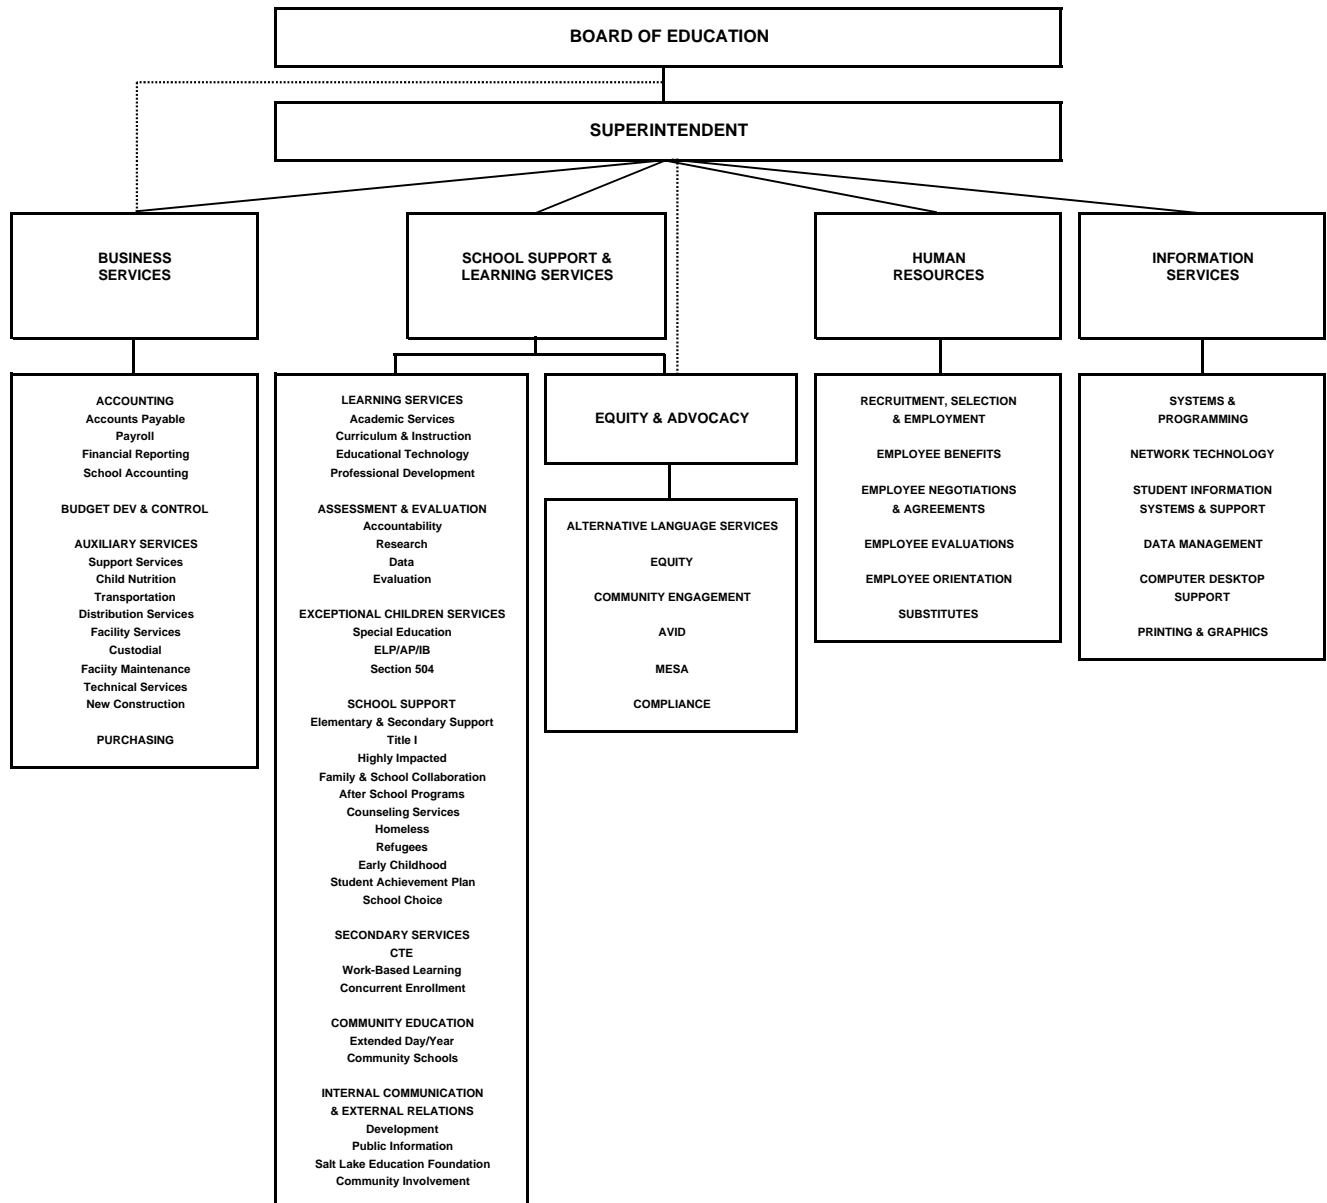 BOARD OF EDUCATION
SUPERINTENDENT
BUSINESS
SERVICES
SCHOOL SUPPORT &
LEARNING SERVICES
HUMAN
RESOURCES
INFORMATION
SERVICES
ACCOUNTING
Accounts Payable
Payroll
Financial Reporting
School Accounting
BUDGET DEV & CONTROL
AUXILIARY SERVICES
Support Services
Child Nutrition
Transportation
Distribution Services
Facility Services
Custodial
Faciity Maintenance
Technical Services
New Construction
PURCHASING
LEARNING SERVICES
Academic Services
Curriculum & Instruction
Educational Technology
Professional Development
ASSESSMENT & EVALUATION
Accountability
Research
Data
Evaluation
EXCEPTIONAL CHILDREN SERVICES
Special Education
ELP/AP/IB
Section 504
SCHOOL SUPPORT
Elementary & Secondary Support
Title I
Highly Impacted
Family & School Collaboration
After School Programs
Counseling Services
Homeless
Refugees
Early Childhood
Student Achievement Plan
School Choice
SECONDARY SERVICES
CTE
Work-Based Learning
Concurrent Enrollment
COMMUNITY EDUCATION
Extended Day/Year
Community Schools
INTERNAL COMMUNICATION
& EXTERNAL RELATIONS
Development
Public Information
Salt Lake Education Foundation
Community Involvement
EQUITY & ADVOCACY
ALTERNATIVE LANGUAGE SERVICES
EQUITY
COMMUNITY ENGAGEMENT
AVID
MESA
COMPLIANCE
RECRUITMENT, SELECTION
& EMPLOYMENT
EMPLOYEE BENEFITS
EMPLOYEE NEGOTIATIONS
& AGREEMENTS
EMPLOYEE EVALUATIONS
EMPLOYEE ORIENTATION
SUBSTITUTES
SYSTEMS &
PROGRAMMING
NETWORK TECHNOLOGY
STUDENT INFORMATION
SYSTEMS & SUPPORT
DATA MANAGEMENT
COMPUTER DESKTOP
SUPPORT
PRINTING & GRAPHICS